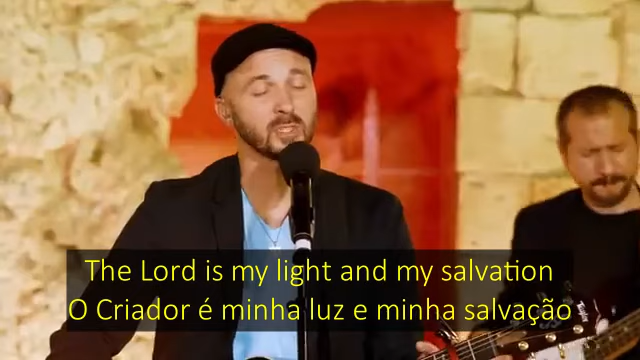 The Lord is my light and my salvation
O Criador é minha luz e minha salvação